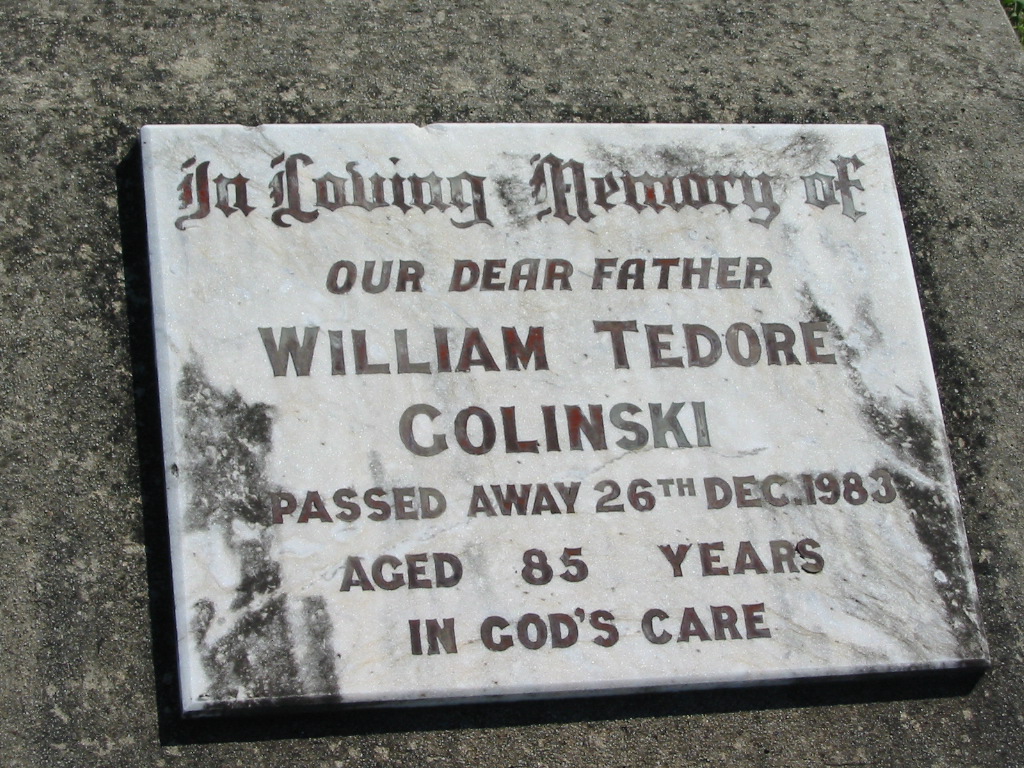 In Loving Memory of
OUR DEAR FATHER
WILLIAM TEDORE
GOLINSKI
PASSED AWAY 26TH DEC. 1983
AGED 85 YEARS
IN GOD'S CARE